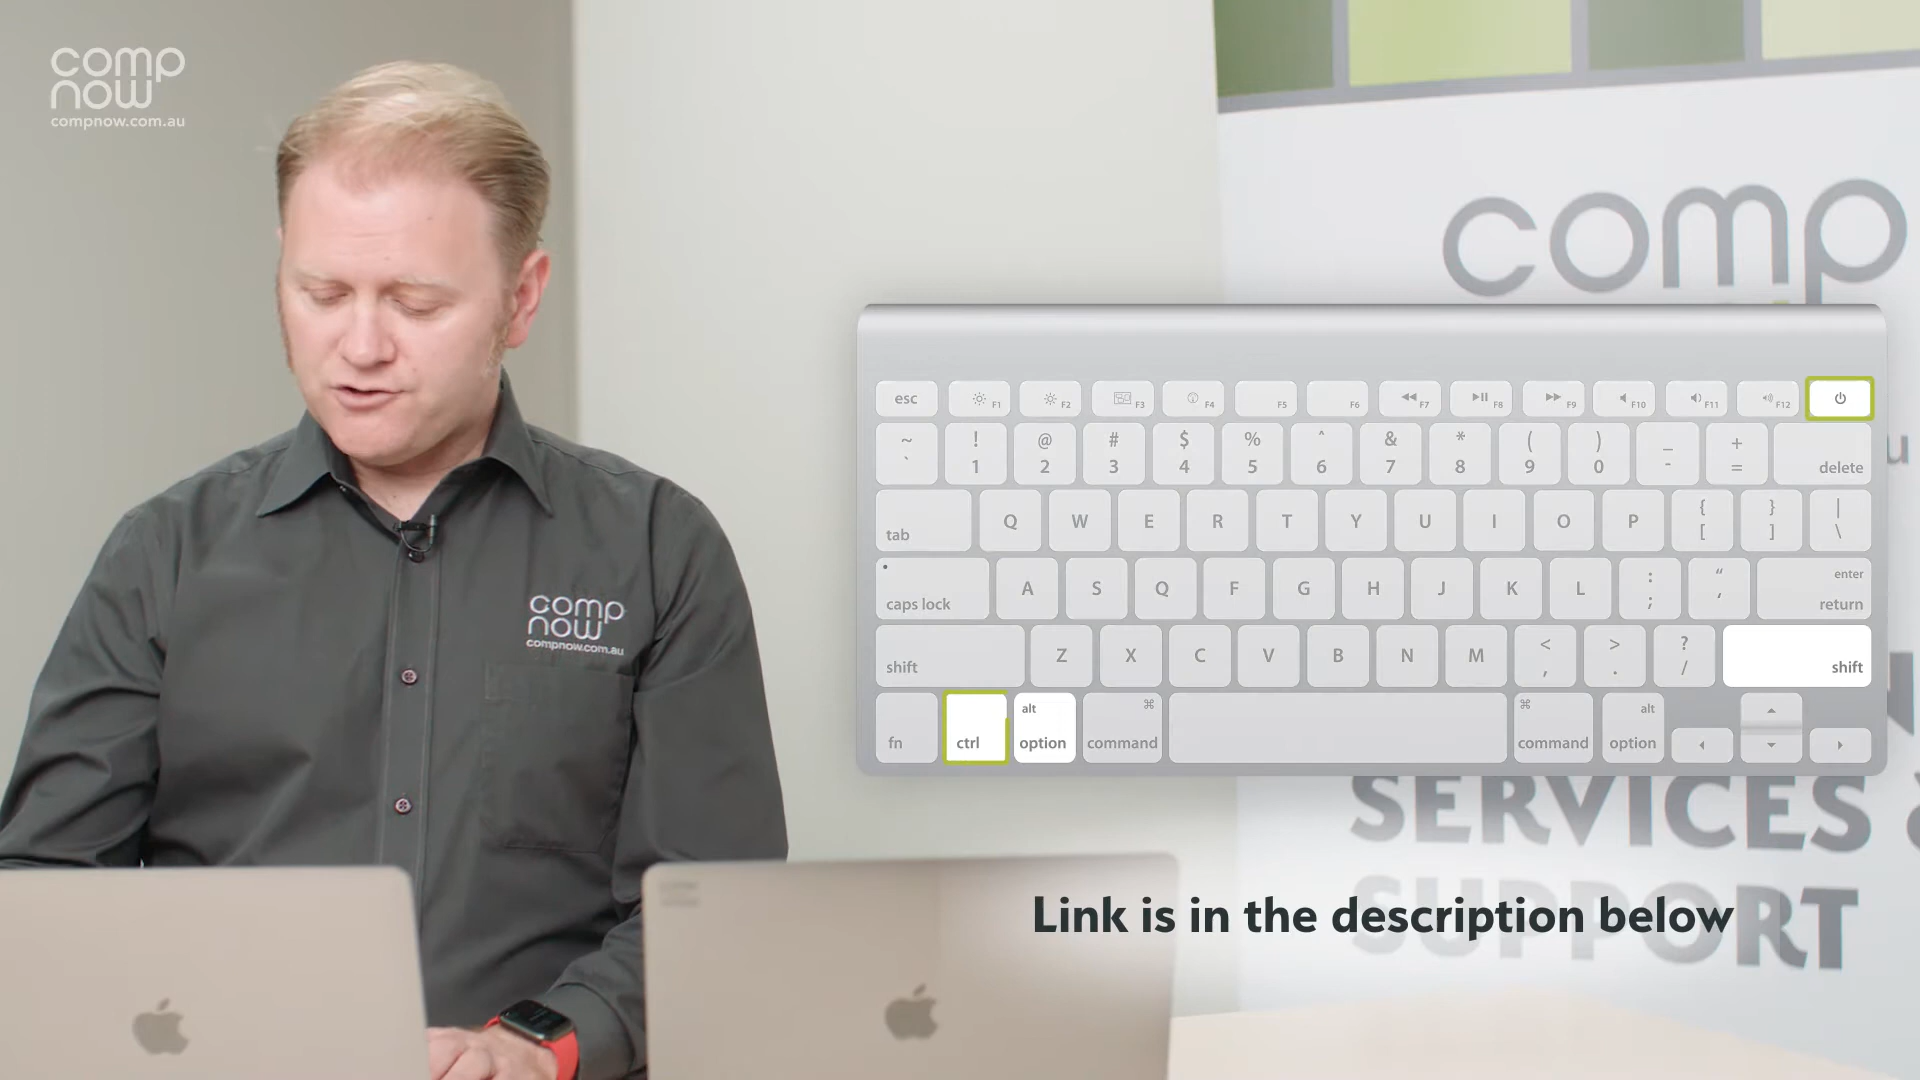 comp
now
compnow.com.au
comp
esc
F1
F2
F3
F4
F5
F6
F7
F8
F9
F10
F11
F12
~ ! @ # $ % ^ & * ( ) _ +
` 1 2 3 4 5 6 7 8 9 0 - = delete
tab Q W E R T Y U I O P { [ } ] | \
caps lock A S Q F G H J K L : ; “ , enter return
shift Z X C V B N M < , > . ? / shift
fn ctrl alt option ⌘ command ⌘ command alt option
comp
now
compnow.com.au
SERVICES &
SUPPORT
Link is in the description below